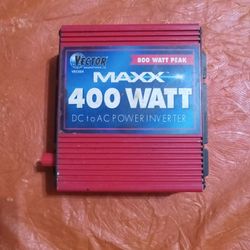 VECTOR
800 WATT PEAK
MAXX
400 WATT
DC to AC POWER INVERTER